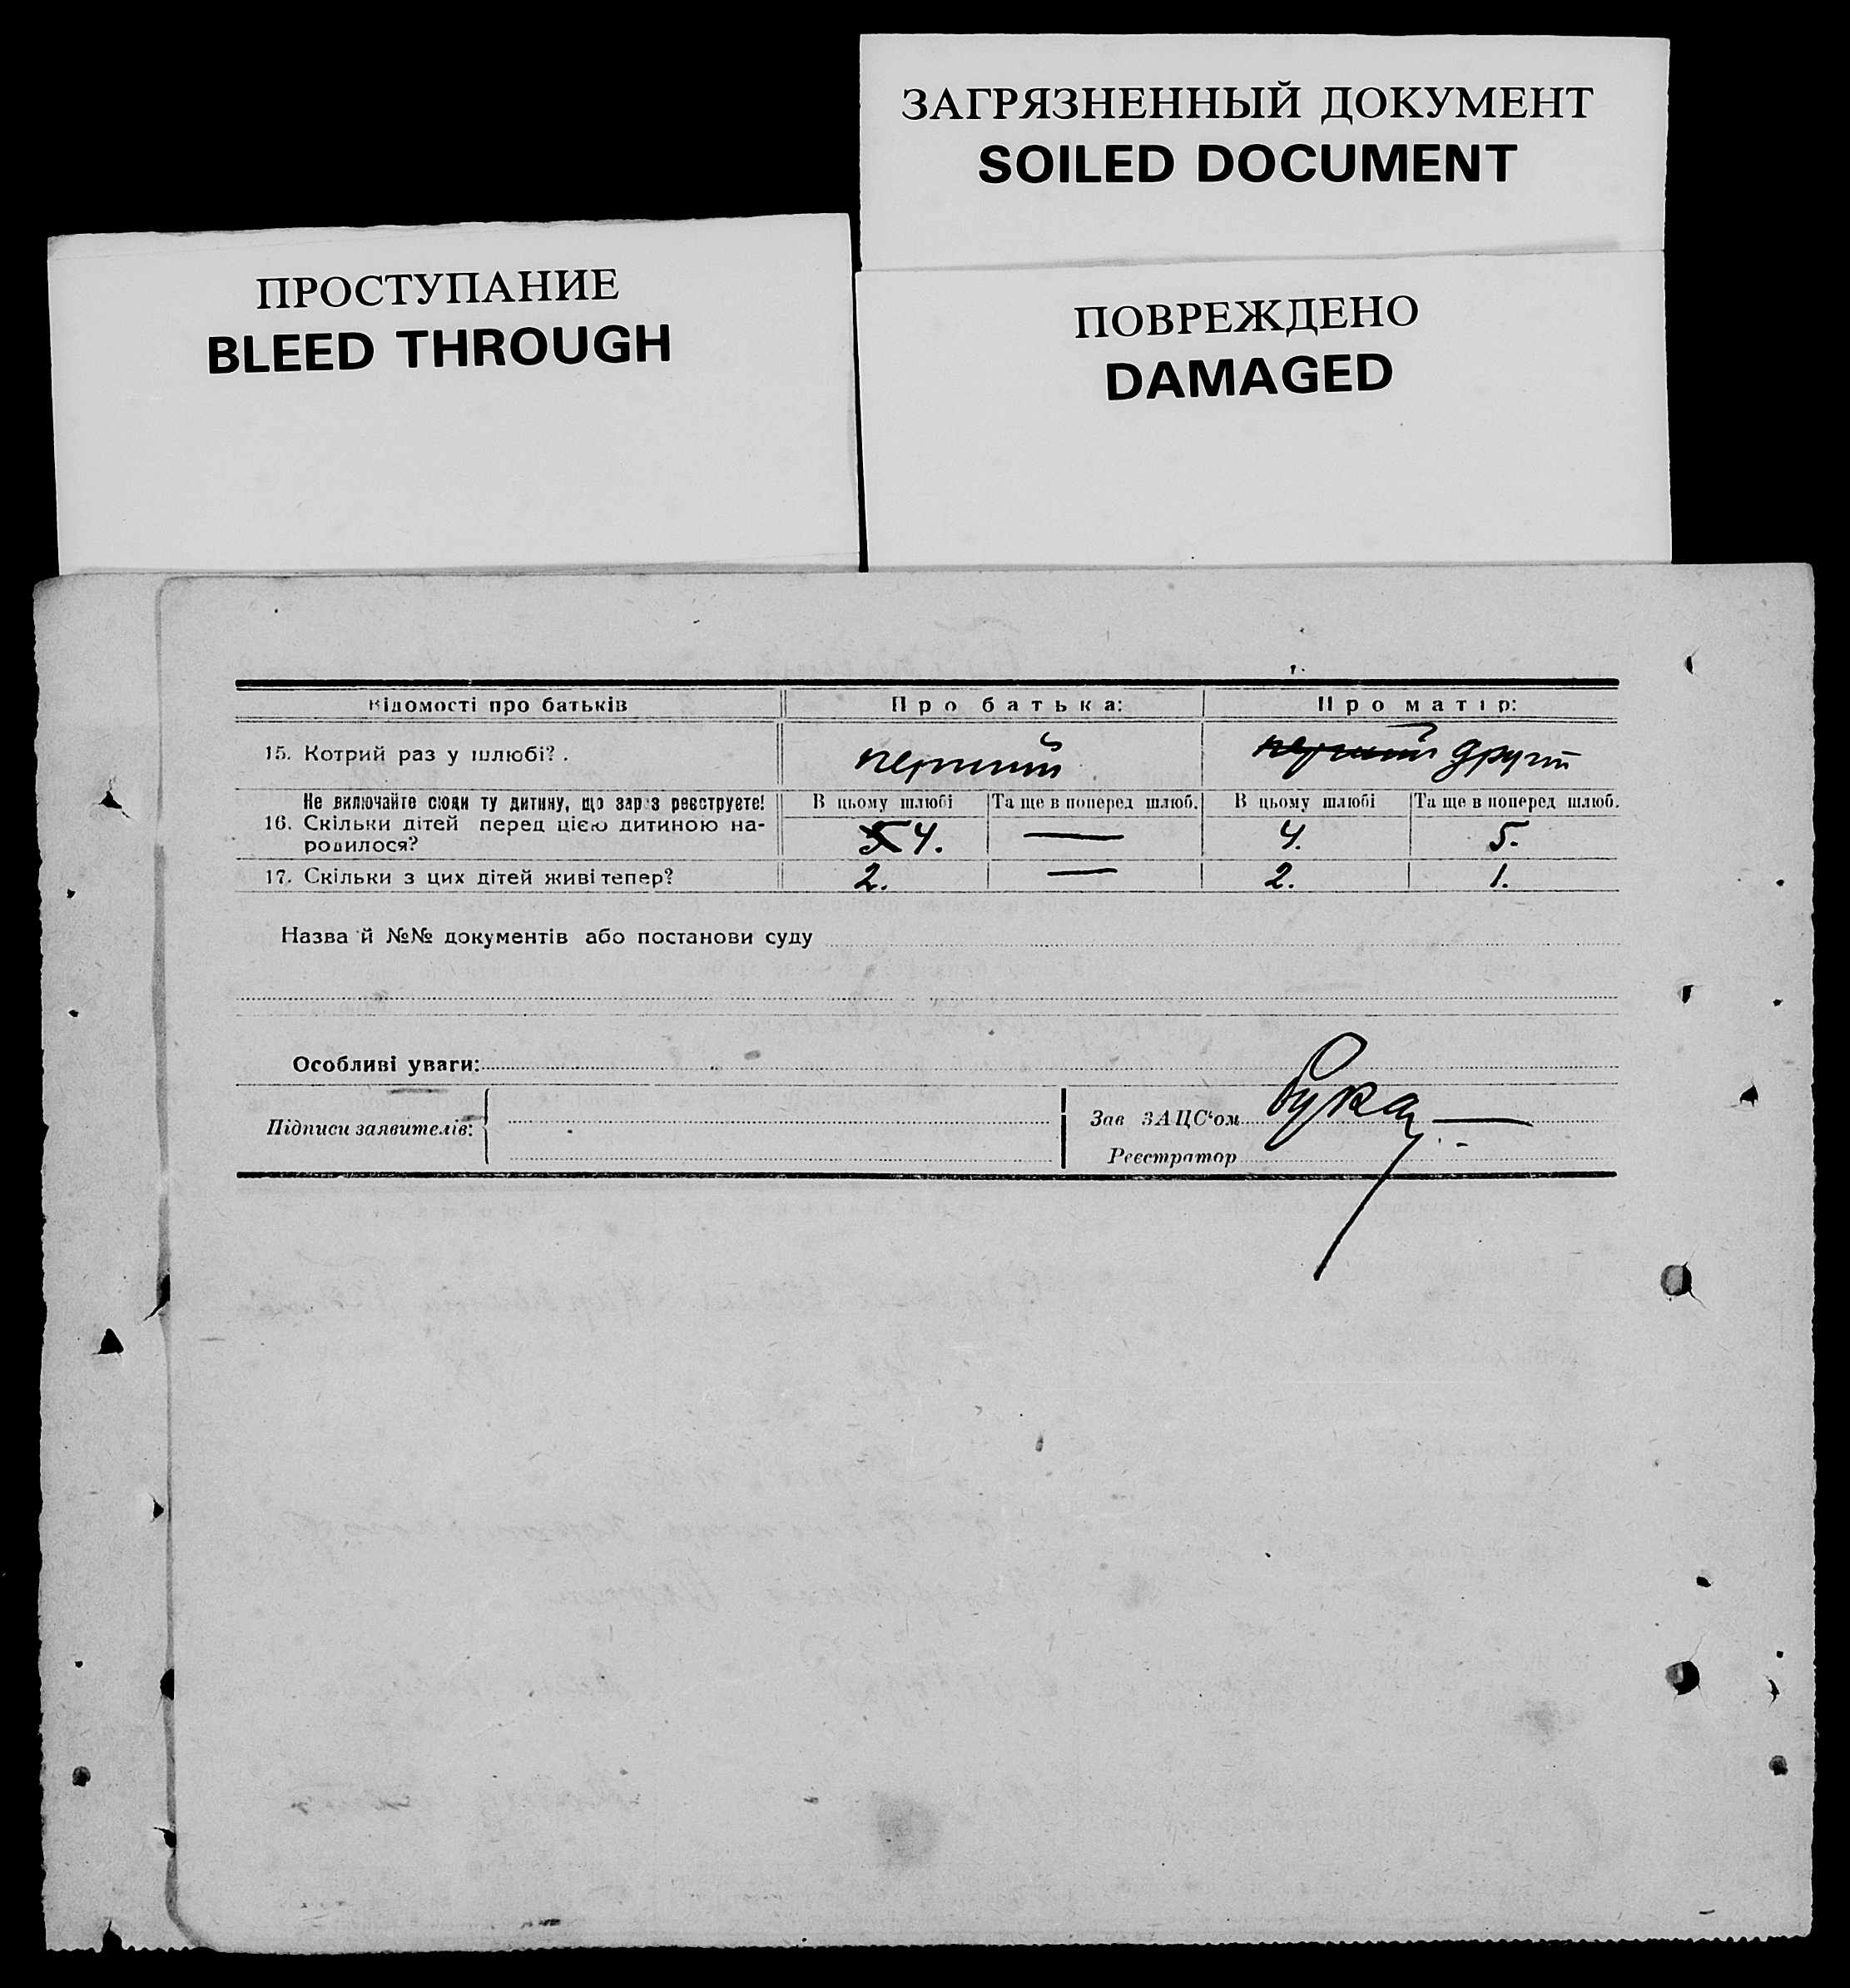 ЗАГРЯЗНЕННЫЙ ДОКУМЕНТ
SOILED DOCUMENT
ПРОСТУПАНИЕ
BLEED THROUGH
ПОВРЕЖДЕНО
DAMAGED
Відомості про батьків Про батька: Про матір:
15. Котрий раз у шлюбі? . перший перший другий
Не включайте сюди ту дитину, що зараз реєструєте! В цьому шлюбі Та ще в поперед шлюб. В цьому шлюбі Та ще в поперед шлюб.
16. Скільки дітей перед цією дитиною на-
родилося? 5 4. — 4. 5.
17. Скільки з цих дітей живі тепер? 2. — 2. 1.
Назва й №№ документів або постанови суду
Особливі уваги:
Підписи заявителів:
Зав ЗАЦС‘ом
Реєстратор